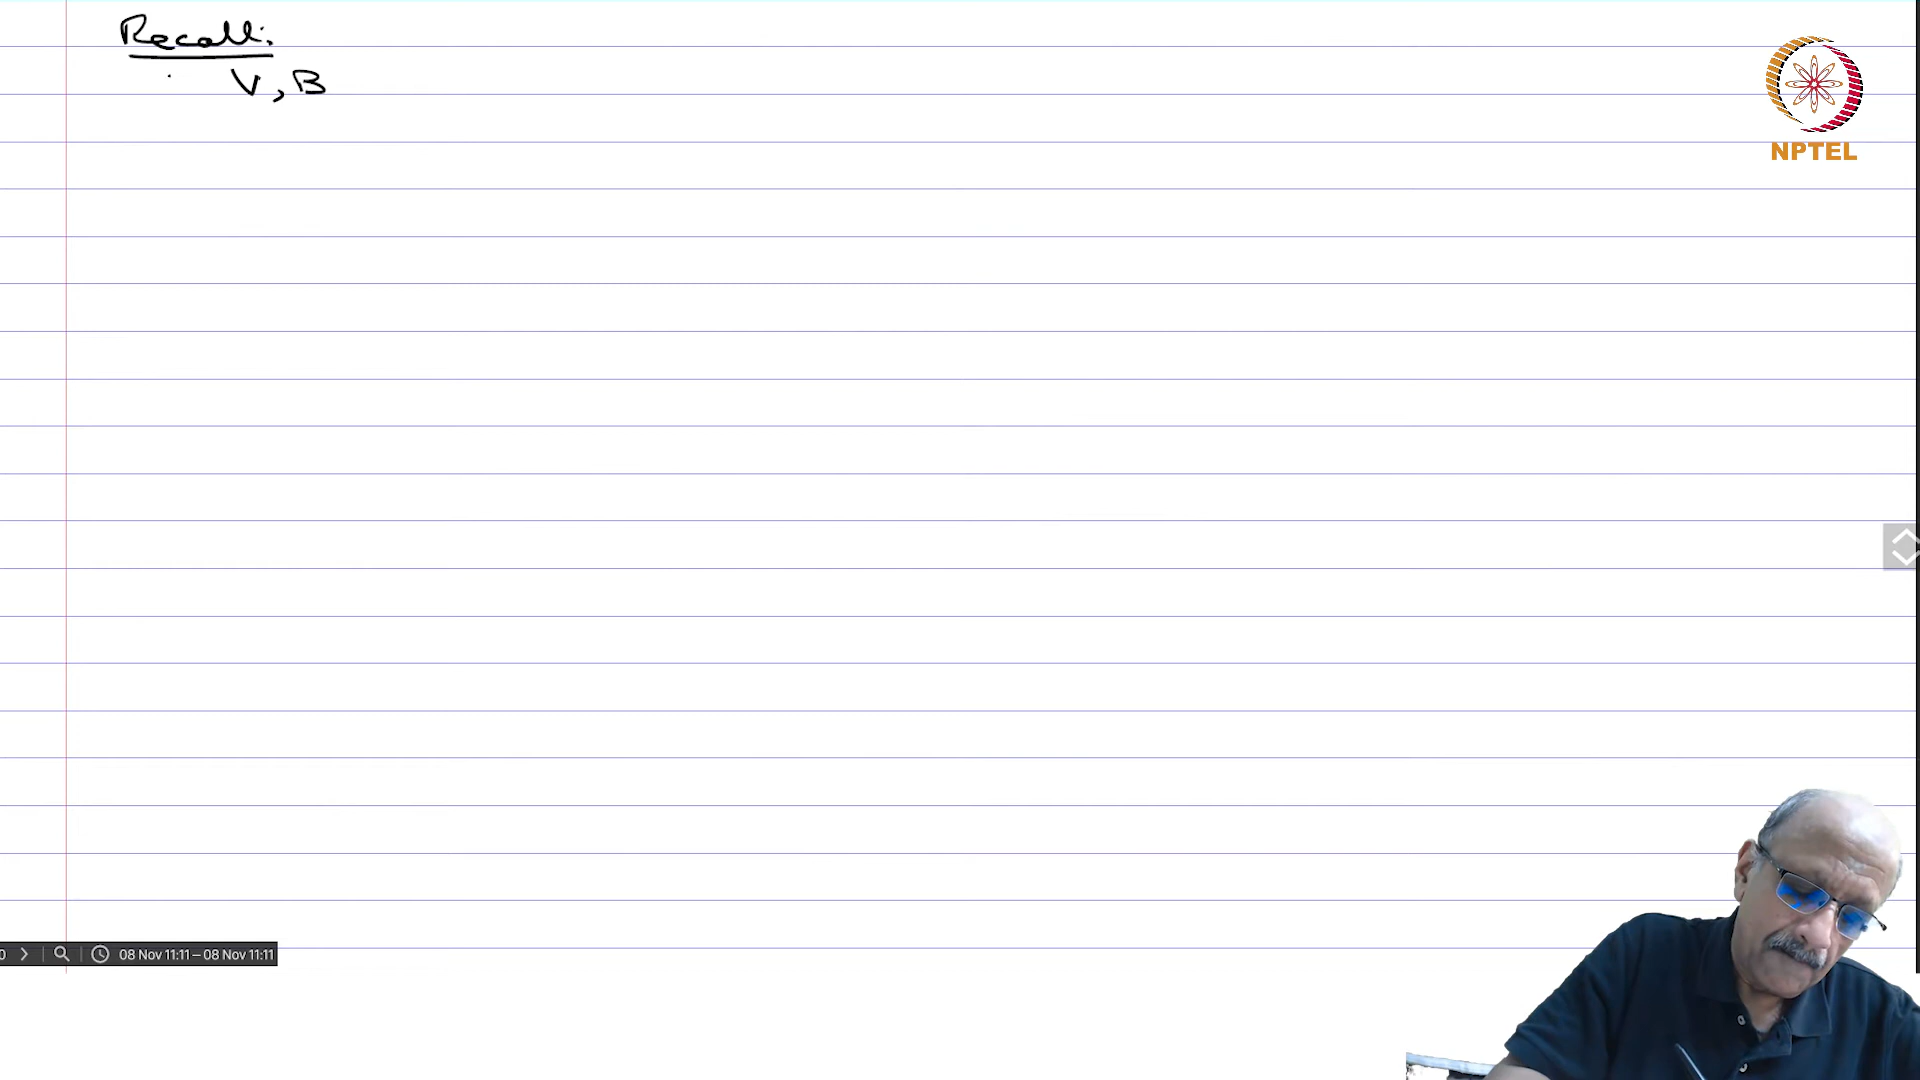 Recall:
V, B
NPTEL
08 Nov 11:11 – 08 Nov 11:11